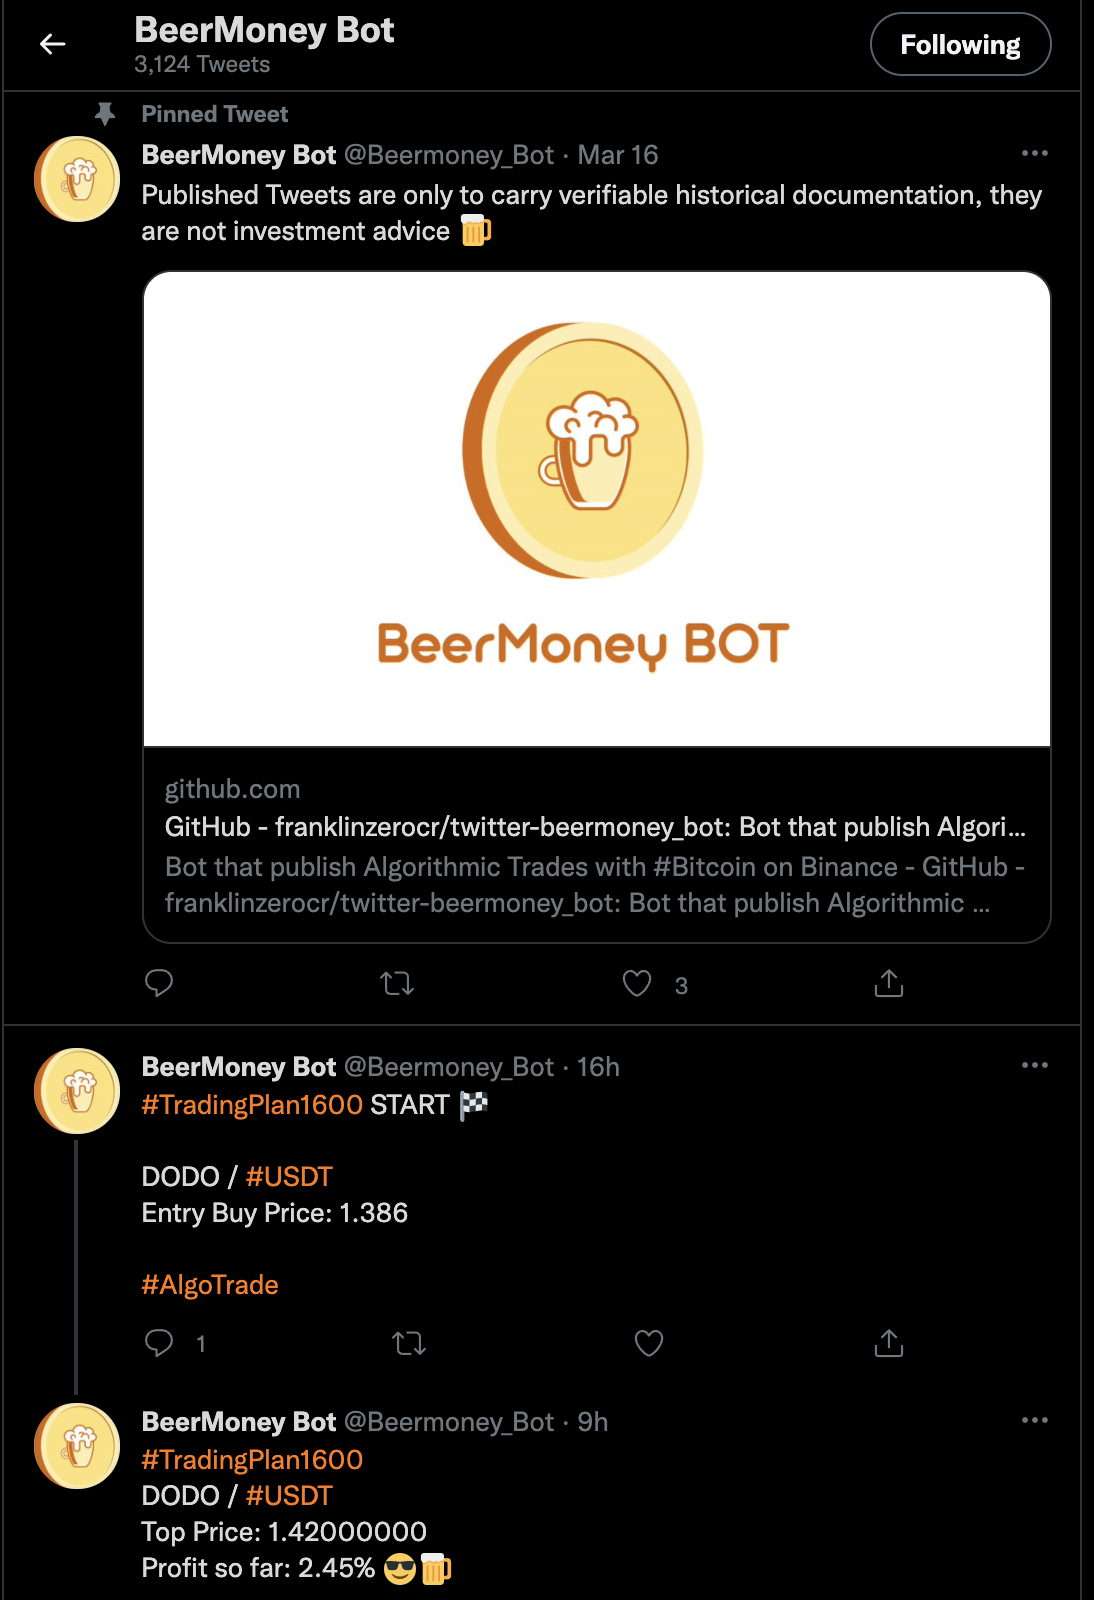 BeerMoney Bot
3,124 Tweets
Following
Pinned Tweet
BeerMoney Bot @Beermoney_Bot · Mar 16
Published Tweets are only to carry verifiable historical documentation, they
are not investment advice 🍺
BeerMoney BOT
github.com
GitHub - franklinzerocr/twitter-beermoney_bot: Bot that publish Algori...
Bot that publish Algorithmic Trades with #Bitcoin on Binance - GitHub -
franklinzerocr/twitter-beermoney_bot: Bot that publish Algorithmic ...
3
BeerMoney Bot @Beermoney_Bot · 16h
#TradingPlan1600 START 🏁
DODO / #USDT
Entry Buy Price: 1.386
#AlgoTrade
1
BeerMoney Bot @Beermoney_Bot · 9h
#TradingPlan1600
DODO / #USDT
Top Price: 1.42000000
Profit so far: 2.45% 😎🍺